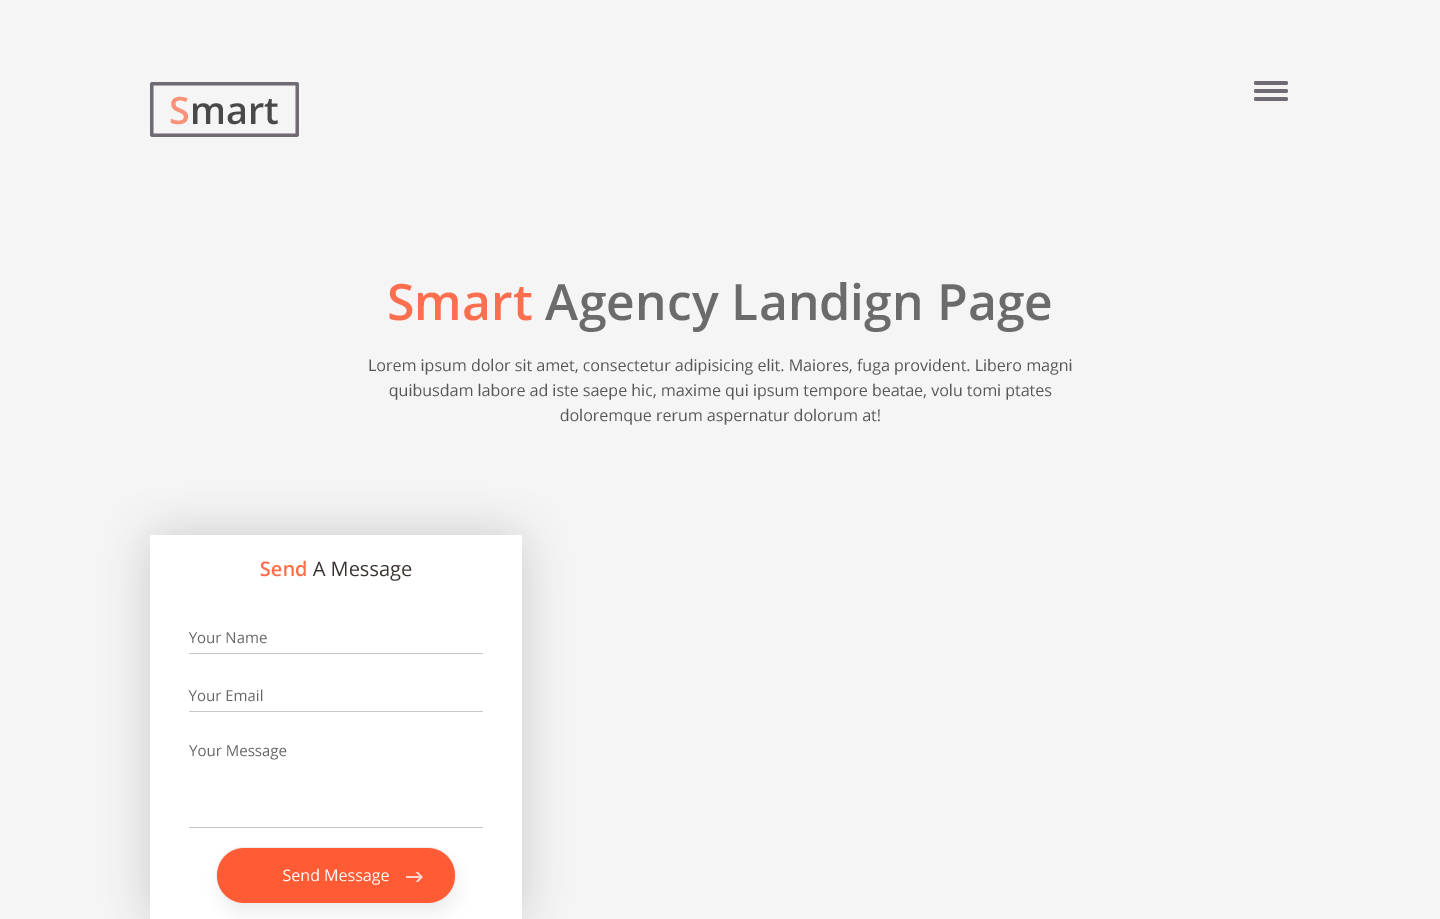 Smart
Smart Agency Landign Page
Lorem ipsum dolor sit amet, consectetur adipisicing elit. Maiores, fuga provident. Libero magni
quibusdam labore ad iste saepe hic, maxime qui ipsum tempore beatae, volu tomi ptates
doloremque rerum aspernatur dolorum at!
Send A Message
Your Name
Your Email
Your Message
Send Message